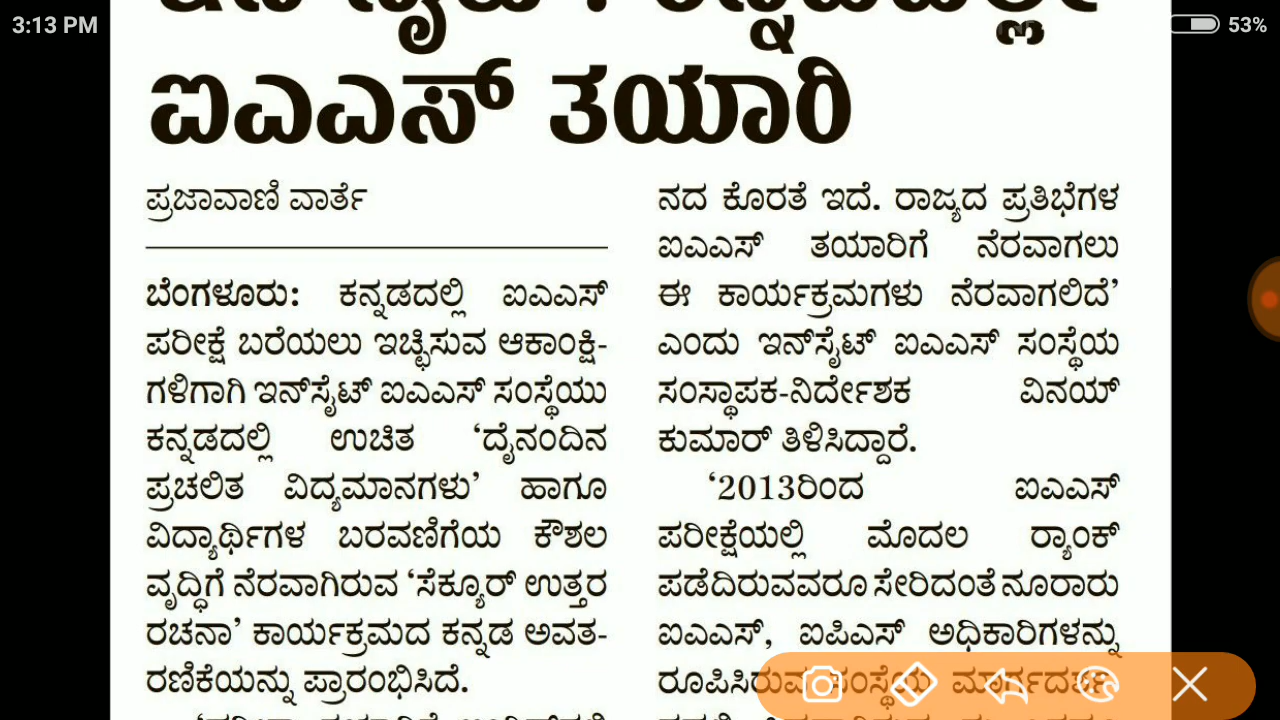 3:13 PM
53%
ಐಎಎಸ್ ತಯಾರಿ
ಪ್ರಜಾವಾಣಿ ವಾರ್ತೆ
ಬೆಂಗಳೂರು: ಕನ್ನಡದಲ್ಲಿ ಐಎಎಸ್
ಪರೀಕ್ಷೆ ಬರೆಯಲು ಇಚ್ಛಿಸುವ ಆಕಾಂಕ್ಷಿ-
ಗಳಿಗಾಗಿ ಇನ್‌ಸೈಟ್ ಐಎಎಸ್ ಸಂಸ್ಥೆಯು
ಕನ್ನಡದಲ್ಲಿ ಉಚಿತ ‘ದೈನಂದಿನ
ಪ್ರಚಲಿತ ವಿದ್ಯಮಾನಗಳು’ ಹಾಗೂ
ವಿದ್ಯಾರ್ಥಿಗಳ ಬರವಣಿಗೆಯ ಕೌಶಲ
ವೃದ್ಧಿಗೆ ನೆರವಾಗಿರುವ ‘ಸೆಕ್ಯೂರ್ ಉತ್ತರ
ರಚನಾ’ ಕಾರ್ಯಕ್ರಮದ ಕನ್ನಡ ಅವತ-
ರಣಿಕೆಯನ್ನು ಪ್ರಾರಂಭಿಸಿದೆ.
ನದ ಕೊರತೆ ಇದೆ. ರಾಜ್ಯದ ಪ್ರತಿಭೆಗಳ
ಐಎಎಸ್ ತಯಾರಿಗೆ ನೆರವಾಗಲು
ಈ ಕಾರ್ಯಕ್ರಮಗಳು ನೆರವಾಗಲಿದೆ’
ಎಂದು ಇನ್‌ಸೈಟ್ ಐಎಎಸ್ ಸಂಸ್ಥೆಯ
ಸಂಸ್ಥಾಪಕ-ನಿರ್ದೇಶಕ ವಿನಯ್
ಕುಮಾರ್ ತಿಳಿಸಿದ್ದಾರೆ.
‘2013ರಿಂದ ಐಎಎಸ್
ಪರೀಕ್ಷೆಯಲ್ಲಿ ಮೊದಲ ರ‍್ಯಾಂಕ್
ಪಡೆದಿರುವವರೂ ಸೇರಿದಂತೆ ನೂರಾರು
ಐಎಎಸ್, ಐಪಿಎಸ್ ಅಧಿಕಾರಿಗಳನ್ನು
ರೂಪಿಸಿರುವ ಸಂಸ್ಥೆಯ